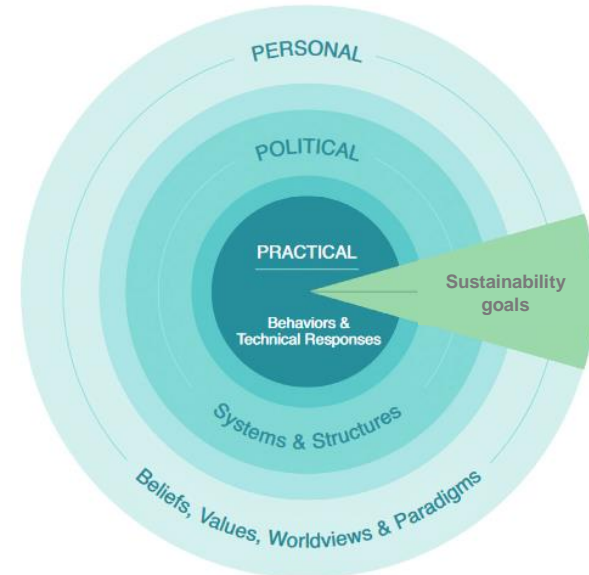 PERSONAL
POLITICAL
PRACTICAL
Sustainability
goals
Behaviors &
Technical Responses
Systems & Structures
Beliefs, Values, Worldviews & Paradigms